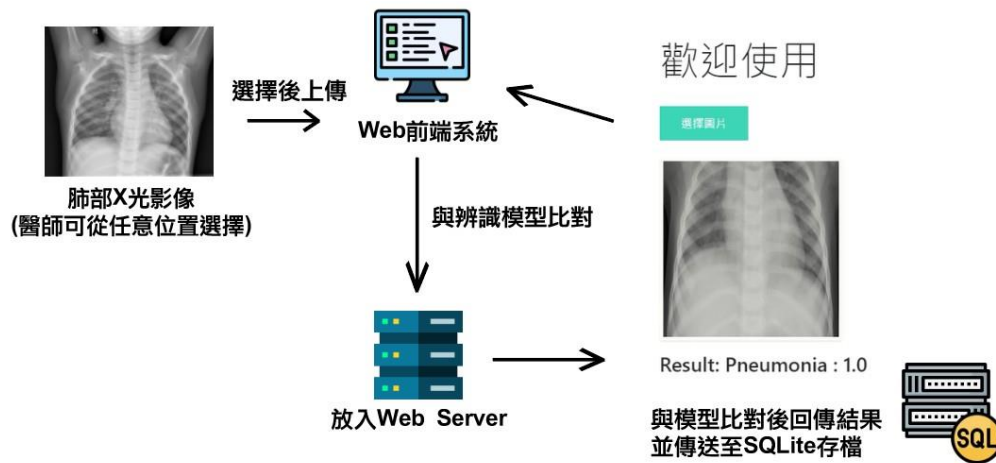 選擇後上傳
肺部X光影像
(醫師可從任意位置選擇)
Web前端系統
與辨識模型比對
放入Web Server
歡迎使用
選擇圖片
Result: Pneumonia : 1.0
與模型比對後回傳結果
並傳送至SQLite存檔
SQL